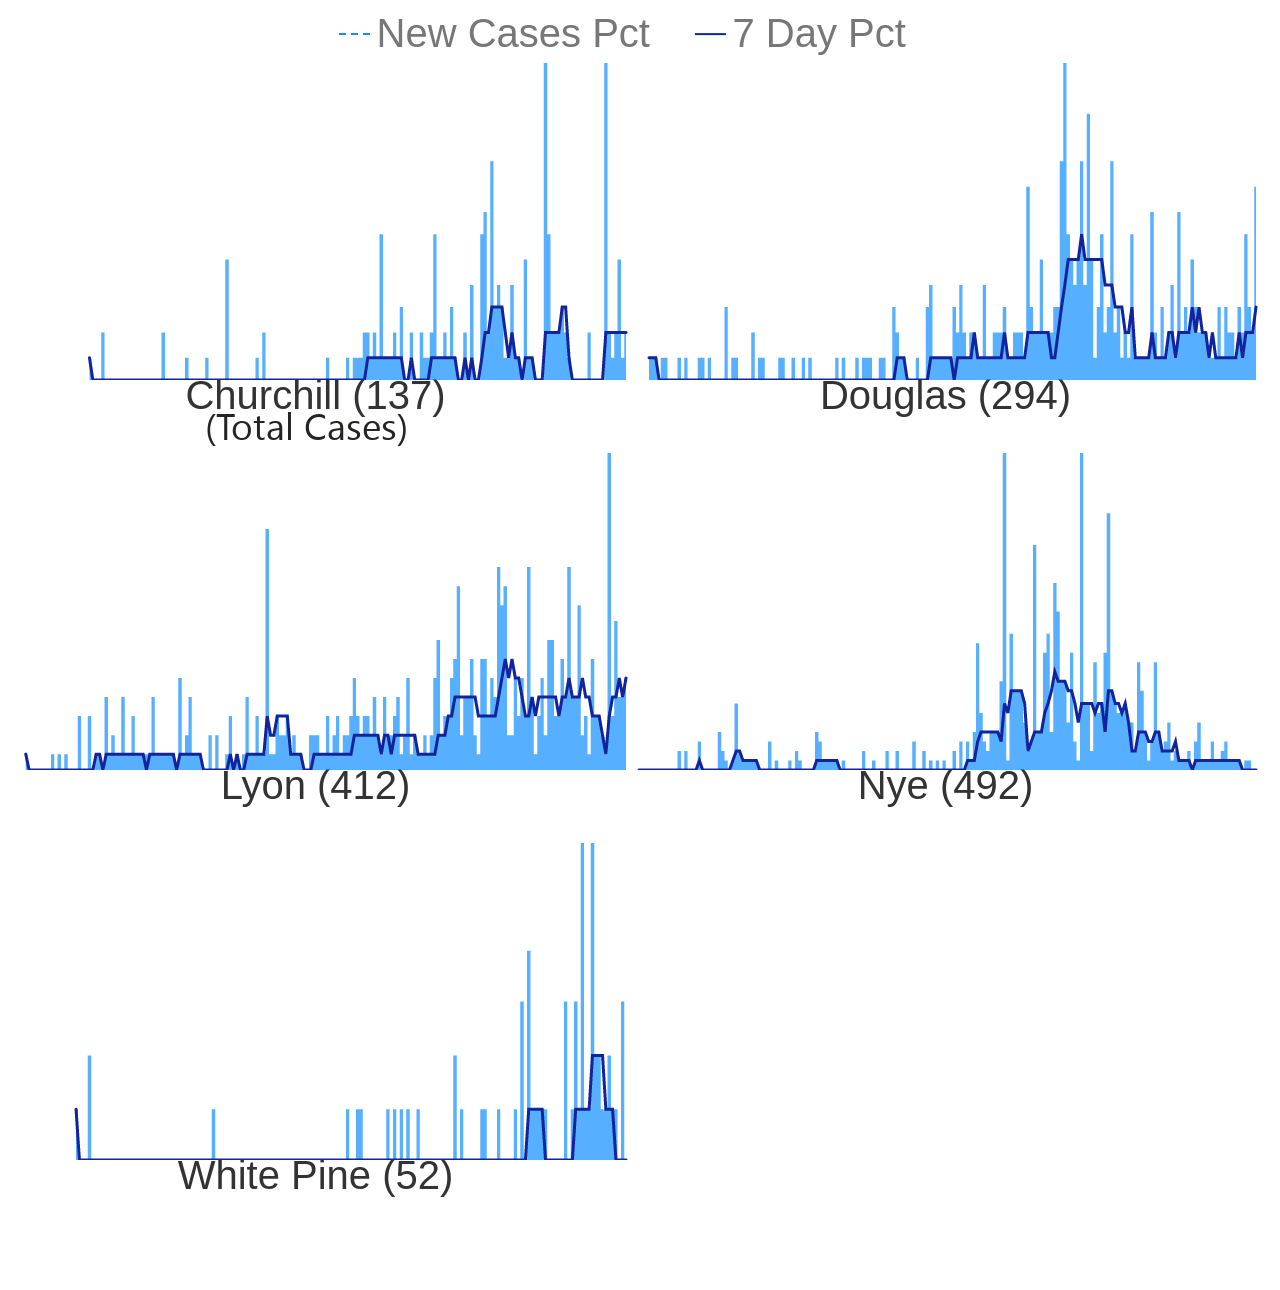 New Cases Pct 7 Day Pct
Churchill (137) Douglas (294)
(Total Cases)
Lyon (412) Nye (492)
White Pine (52)